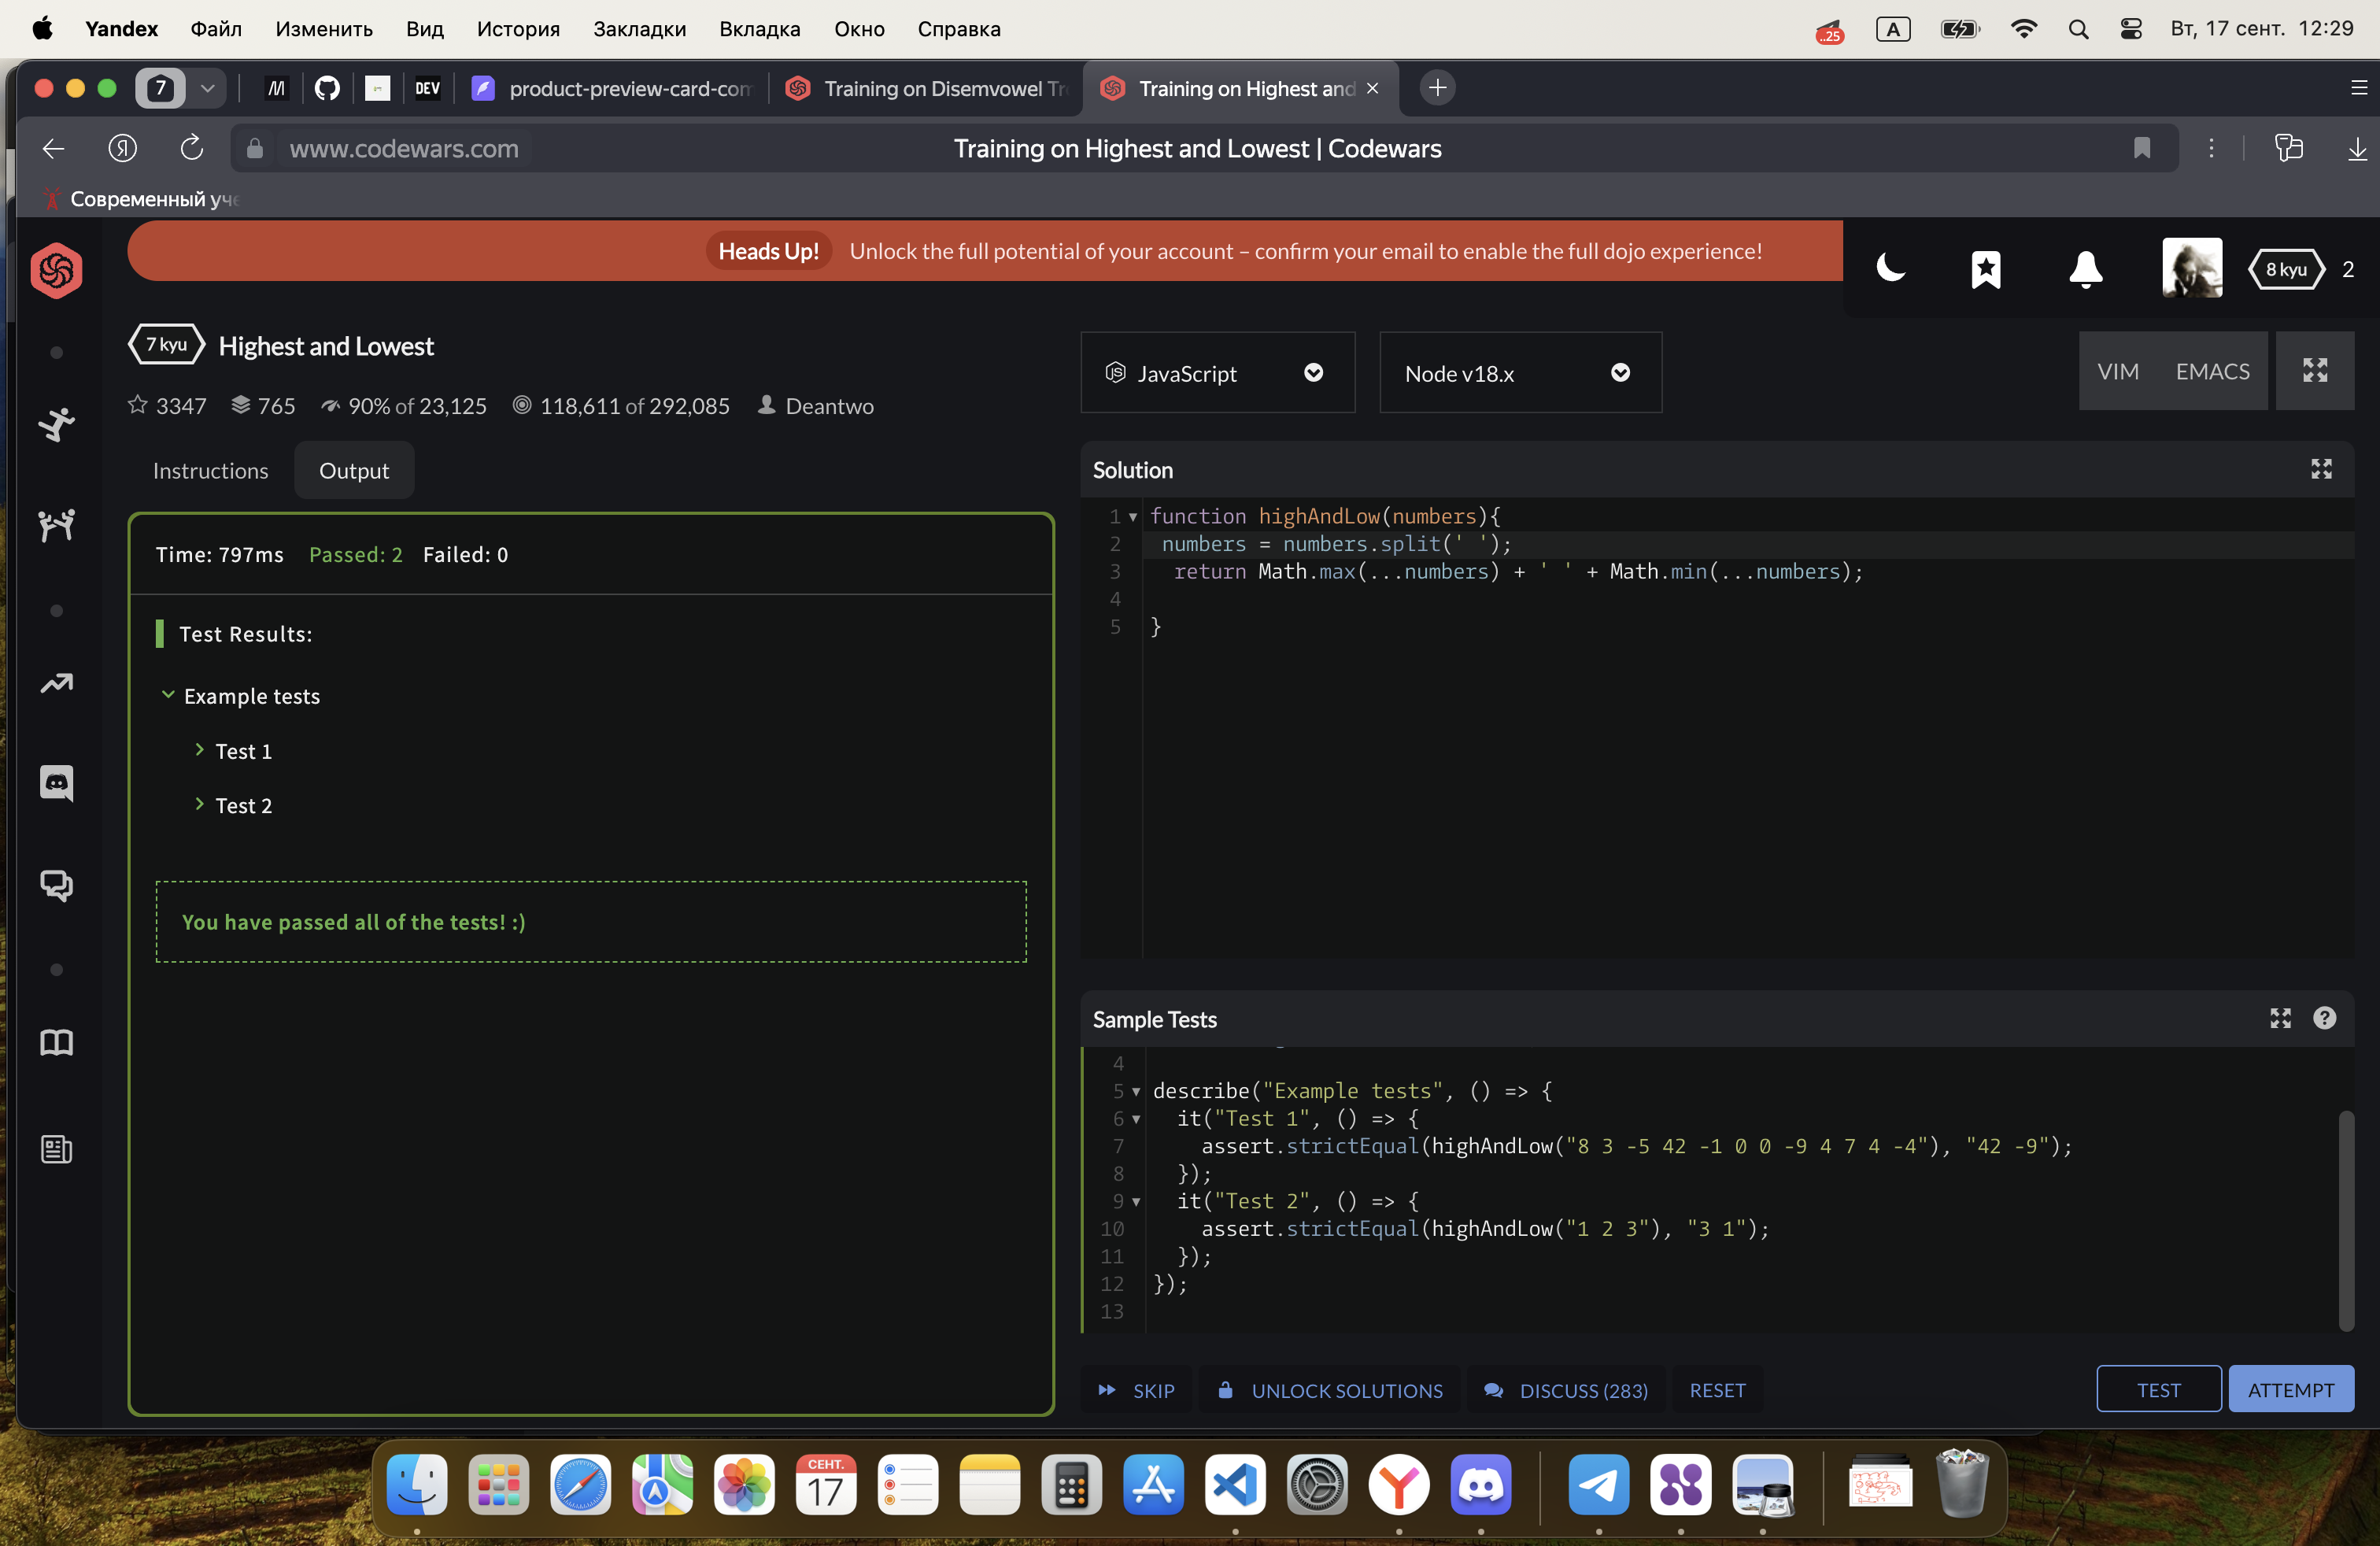 Yandex Файл Изменить Вид История Закладки Вкладка Окно Справка ..25 A Вт, 17 сент. 12:29
7 M DEV product-preview-card-com Training on Disemvowel Tr Training on Highest and
Я www.codewars.com Training on Highest and Lowest | Codewars
Современный уче
Heads Up! Unlock the full potential of your account – confirm your email to enable the full dojo experience!
8 kyu 2
7 kyu Highest and Lowest
3347 765 90% of 23,125 118,611 of 292,085 Deantwo
JavaScript Node v18.x VIM EMACS
Instructions Output
Time: 797ms Passed: 2 Failed: 0
Test Results:
Example tests
Test 1
Test 2
You have passed all of the tests! :)
Solution
1 function highAndLow(numbers){
2 numbers = numbers.split(' ');
3 return Math.max(...numbers) + ' ' + Math.min(...numbers);
4
5 }
Sample Tests
4
5 describe("Example tests", () => {
6 it("Test 1", () => {
7 assert.strictEqual(highAndLow("8 3 -5 42 -1 0 0 -9 4 7 4 -4"), "42 -9");
8 });
9 it("Test 2", () => {
10 assert.strictEqual(highAndLow("1 2 3"), "3 1");
11 });
12 });
13
SKIP UNLOCK SOLUTIONS DISCUSS (283) RESET TEST ATTEMPT
СЕНТ.
17